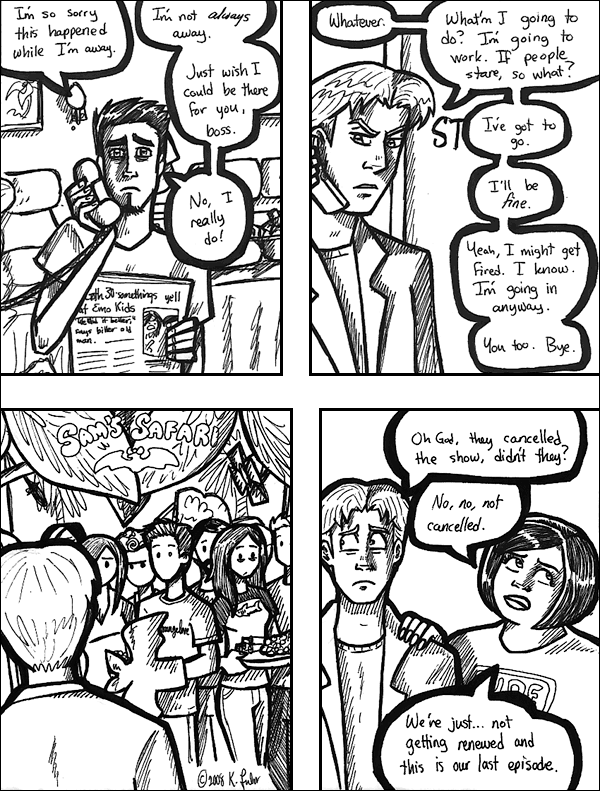 I'm so sorry
this happened
while I'm away.
I'm not always
away.
Just wish I
could be there
for you,
boss.
No, I
really
do!
30-somethings yell
at Emo Kids
says bitter old
man.
Whatever.
What'm I going to
do? I'm going to
work. If people
stare, so what?
ST
I've got to
go.
I'll be
fine.
Yeah, I might get
fired. I know.
I'm going in
anyway.
You too. Bye.
SAM'S SAFARI
©2008 K. Fuller
Oh God, they cancelled
the show, didn't they?
No, no, not
cancelled.
We're just... not
getting renewed and
this is our last episode.